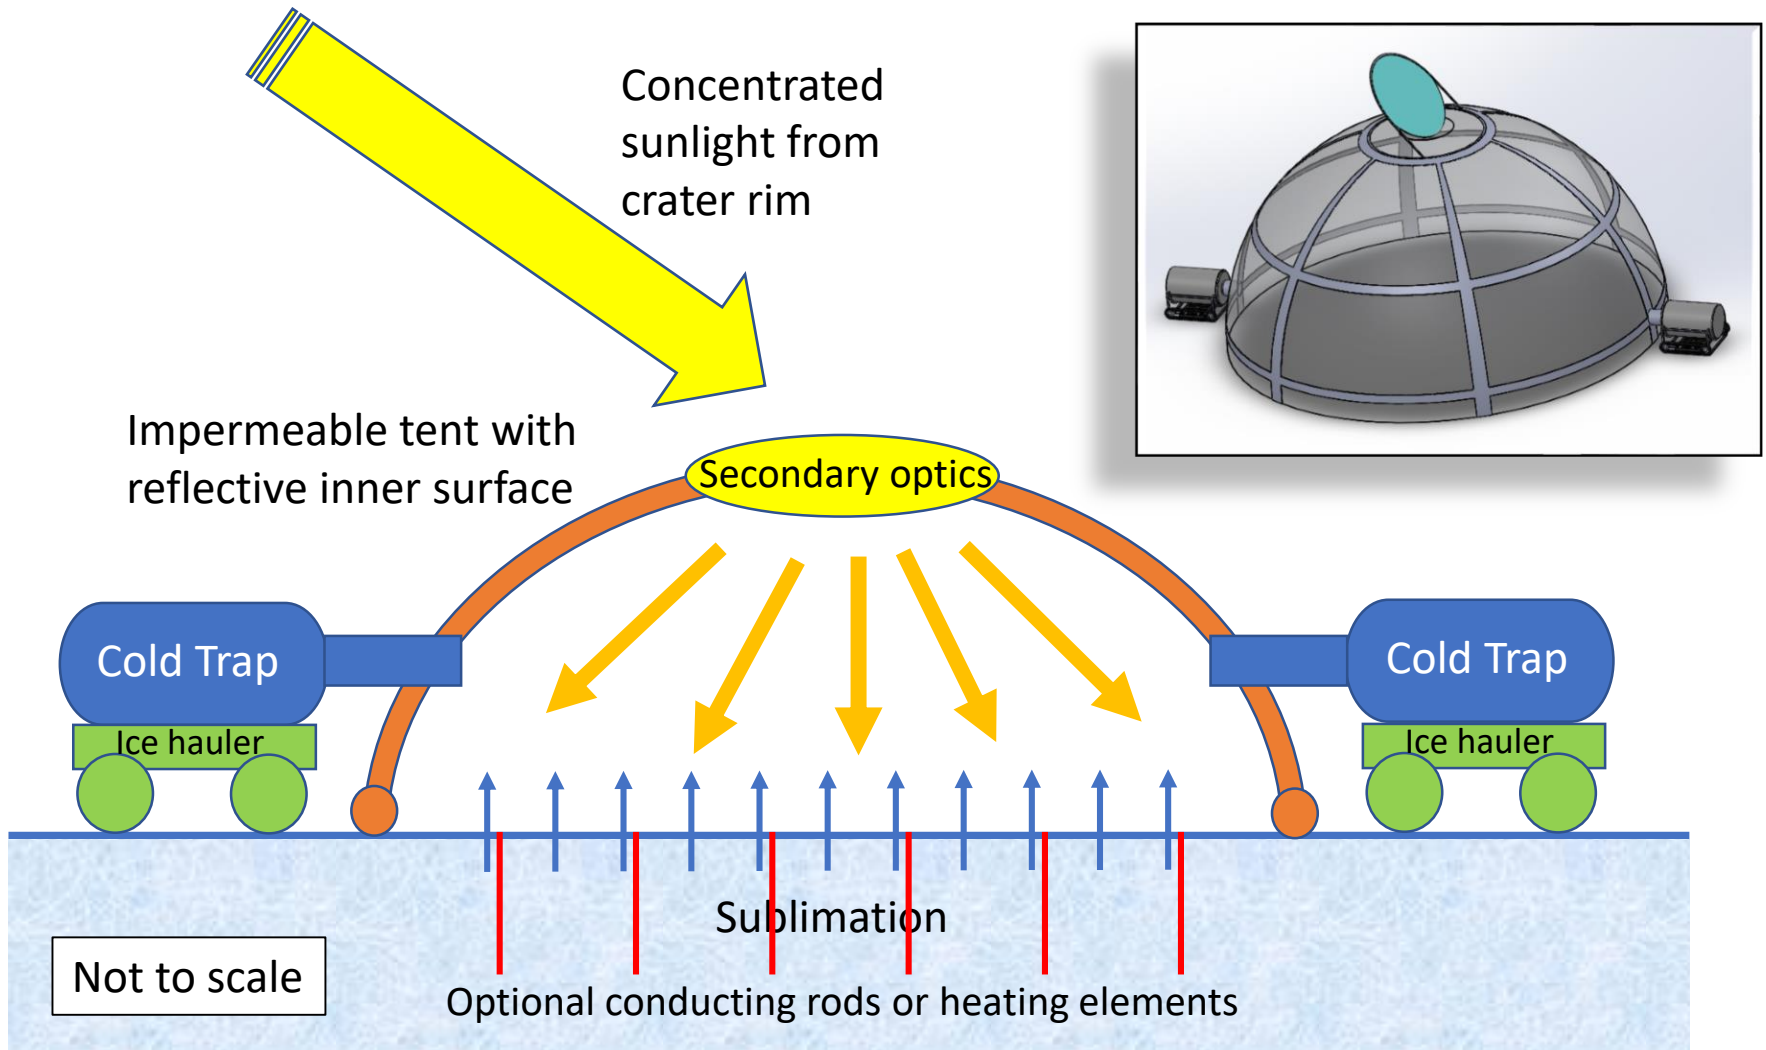 Concentrated
sunlight from
crater rim
Impermeable tent with
reflective inner surface
Secondary optics
Cold Trap
Cold Trap
Ice hauler
Ice hauler
Sublimation
Not to scale
Optional conducting rods or heating elements